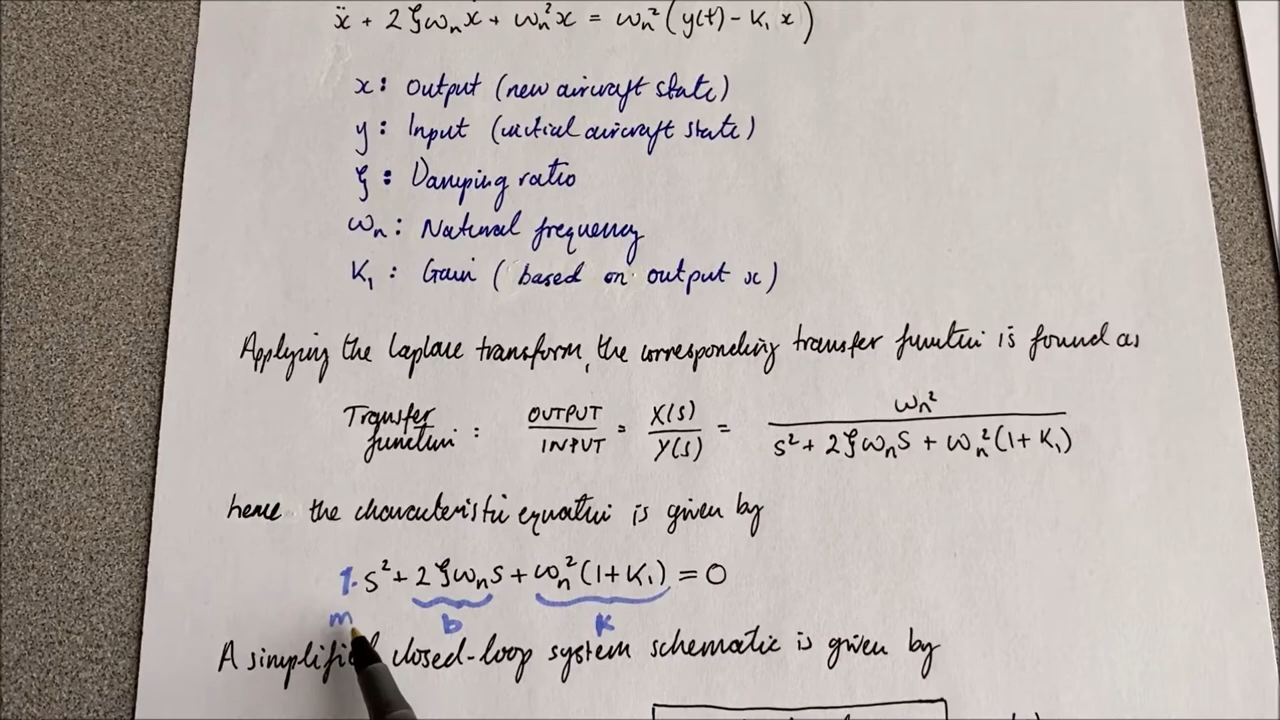 ẍ + 2ζωₙẋ + ωₙ²x = ωₙ²(y(t) - K₁x)
x: Output (new aircraft state)
y: Input (initial aircraft state)
ζ: Damping ratio
ωₙ: Natural frequency
K₁: Gain (based on output x)
Applying the Laplace transform, the corresponding transfer function is found as
Transfer function: OUTPUT/INPUT = X(s)/Y(s) = ωₙ²/(s² + 2ζωₙs + ωₙ²(1+K₁))
hence the characteristic equation is given by
1. s² + 2ζωₙs + ωₙ²(1+K₁) = 0
m b k
A simplified closed-loop system schematic is given by